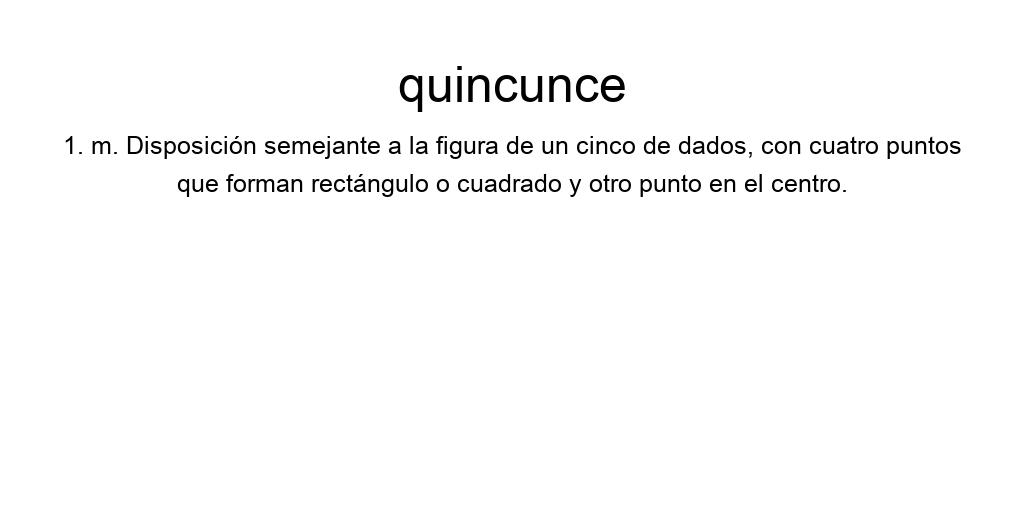 quincunce
1. m. Disposición semejante a la figura de un cinco de dados, con cuatro puntos
que forman rectángulo o cuadrado y otro punto en el centro.